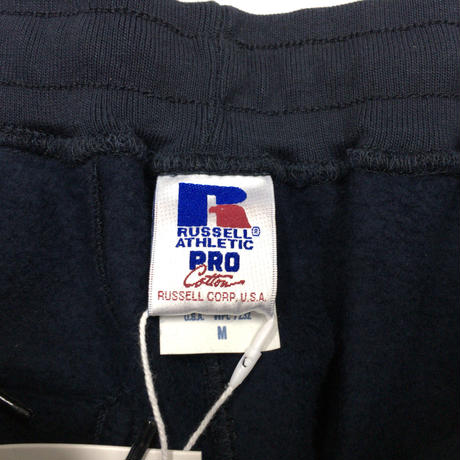 R
RUSSELL®
ATHLETIC
PRO
Cotton
RUSSELL CORP. U.S.A.
U.S.A.
M